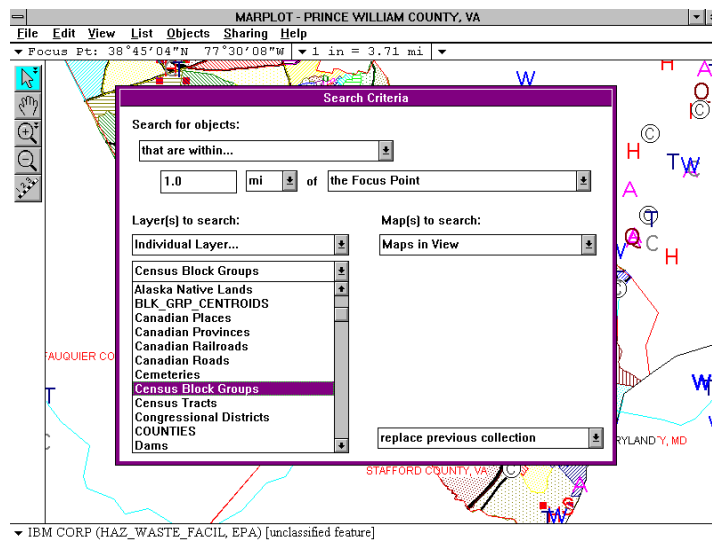 MARPLOT - PRINCE WILLIAM COUNTY, VA
File Edit View List Objects Sharing Help
Focus Pt: 38°45'04"N 77°30'08"W 1 in = 3.71 mi
T W H A
O
C
Search Criteria
Search for objects:
that are within...
1.0 mi of the Focus Point
Layer(s) to search: Map(s) to search:
Individual Layer... Maps in View
Census Block Groups
Alaska Native Lands
BLK_GRP_CENTROIDS
Canadian Places
Canadian Provinces
Canadian Railroads
Canadian Roads
Cemeteries
Census Block Groups
Census Tracts
Congressional Districts
COUNTIES
Dams
replace previous collection
C
H TW
A
T
C H
FAUQUIER CO
T W
RYLAND Y, MD
STAFFORD COUNTY, VA
IBM CORP (HAZ_WASTE_FACIL, EPA) [unclassified feature]